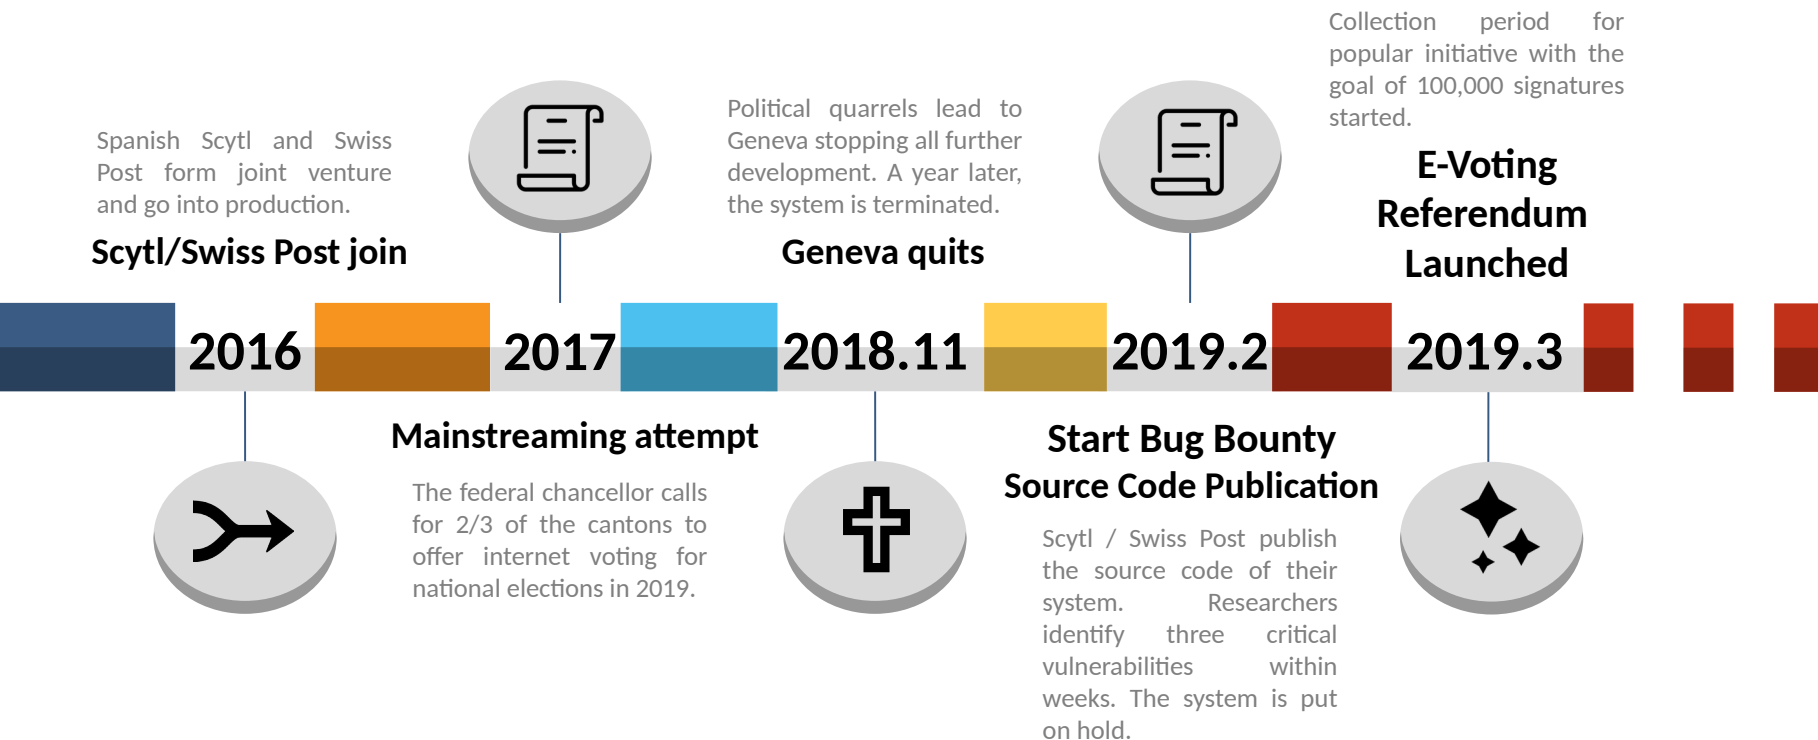 Spanish Scytl and Swiss
Post form joint venture
and go into production.
Scytl/Swiss Post join
2016
2017
Mainstreaming attempt
The federal chancellor calls
for 2/3 of the cantons to
offer internet voting for
national elections in 2019.
Political quarrels lead to
Geneva stopping all further
development. A year later,
the system is terminated.
Geneva quits
2018.11
2019.2
Start Bug Bounty
Source Code Publication
Scytl / Swiss Post publish
the source code of their
system. Researchers
identify three critical
vulnerabilities within
weeks. The system is put
on hold.
Collection period for
popular initiative with the
goal of 100,000 signatures
started.
E-Voting
Referendum
Launched
2019.3